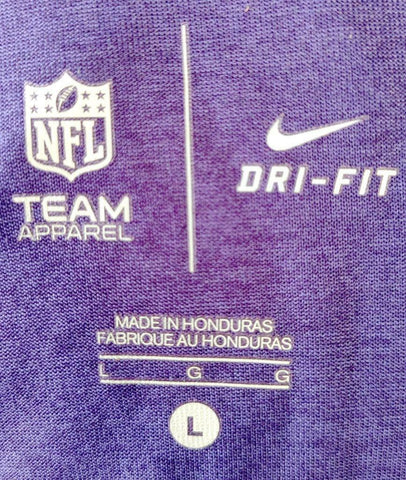 NFL
TEAM
APPAREL
DRI-FIT
MADE IN HONDURAS
FABRIQUE AU HONDURAS
L G G
L